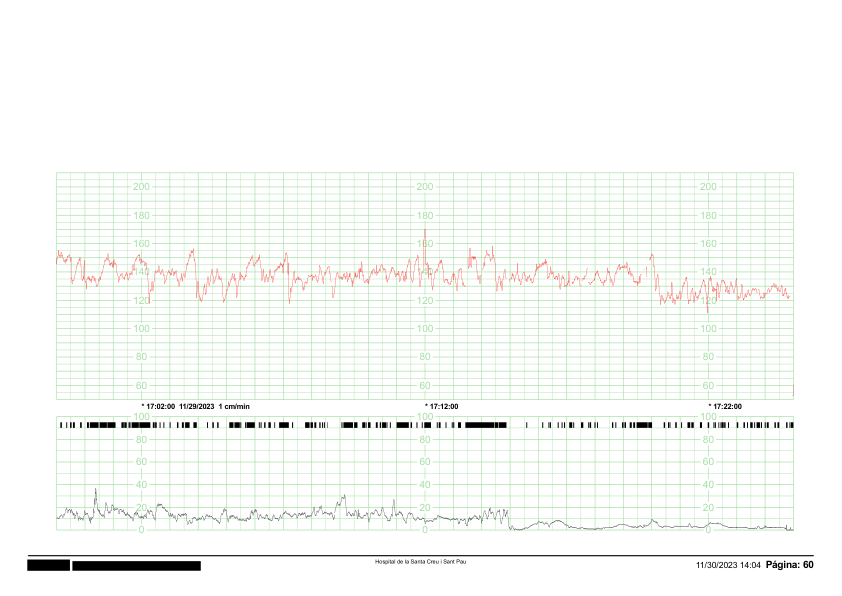 200 200 200
180 180 180
160 160 160
140 140 140
120 120 120
100 100 100
80 80 80
60 60 60
* 17:02:00 11/29/2023 1 cm/min * 17:12:00 * 17:22:00
100 100 100
80 80 80
60 60 60
40 40 40
20 20 20
0 0 0
Hospital de la Santa Creu i Sant Pau
11/30/2023 14:04 Página: 60